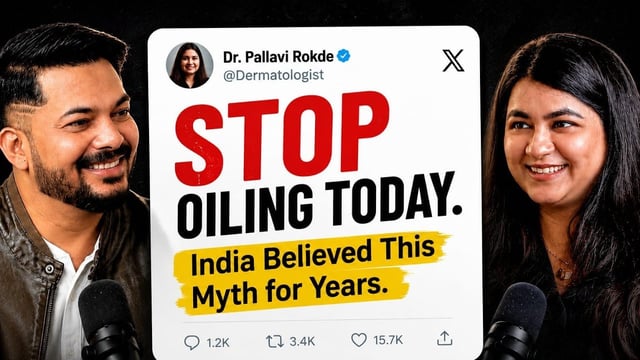 Dr. Pallavi Rokde
@Dermatologist
X
STOP
OILING TODAY.
India Believed This
Myth for Years.
1.2K 3.4K 15.7K